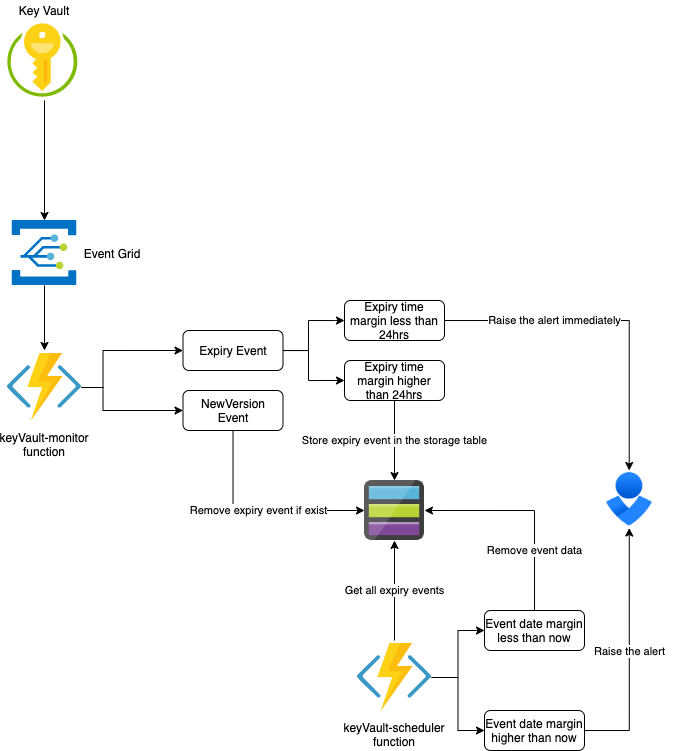 Key Vault
Event Grid
keyVault-monitor
function
Expiry Event
NewVersion
Event
Expiry time
margin less than
24hrs
Raise the alert immediately
Expiry time
margin higher
than 24hrs
Store expiry event in the storage table
Remove expiry event if exist
Remove event data
Get all expiry events
Event date margin
less than now
Raise the alert
keyVault-scheduler
function
Event date margin
higher than now